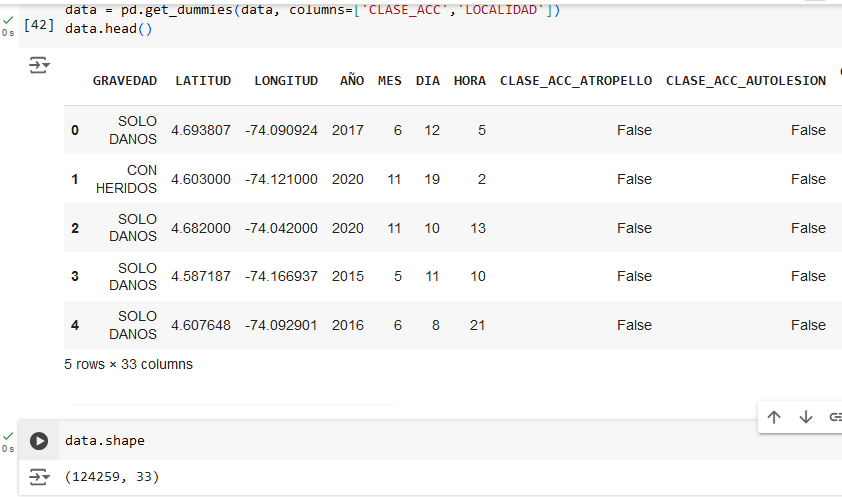 data = pd.get_dummies(data, columns=['CLASE_ACC','LOCALIDAD'])
[42] data.head()
0 s
GRAVEDAD LATITUD LONGITUD AÑO MES DIA HORA CLASE_ACC_ATROPELLO CLASE_ACC_AUTOLESION
0 SOLO DANOS 4.693807 -74.090924 2017 6 12 5 False False
1 CON HERIDOS 4.603000 -74.121000 2020 11 19 2 False False
2 SOLO DANOS 4.682000 -74.042000 2020 11 10 13 False False
3 SOLO DANOS 4.587187 -74.166937 2015 5 11 10 False False
4 SOLO DANOS 4.607648 -74.092901 2016 6 8 21 False False
5 rows × 33 columns
data.shape
0 s
(124259, 33)